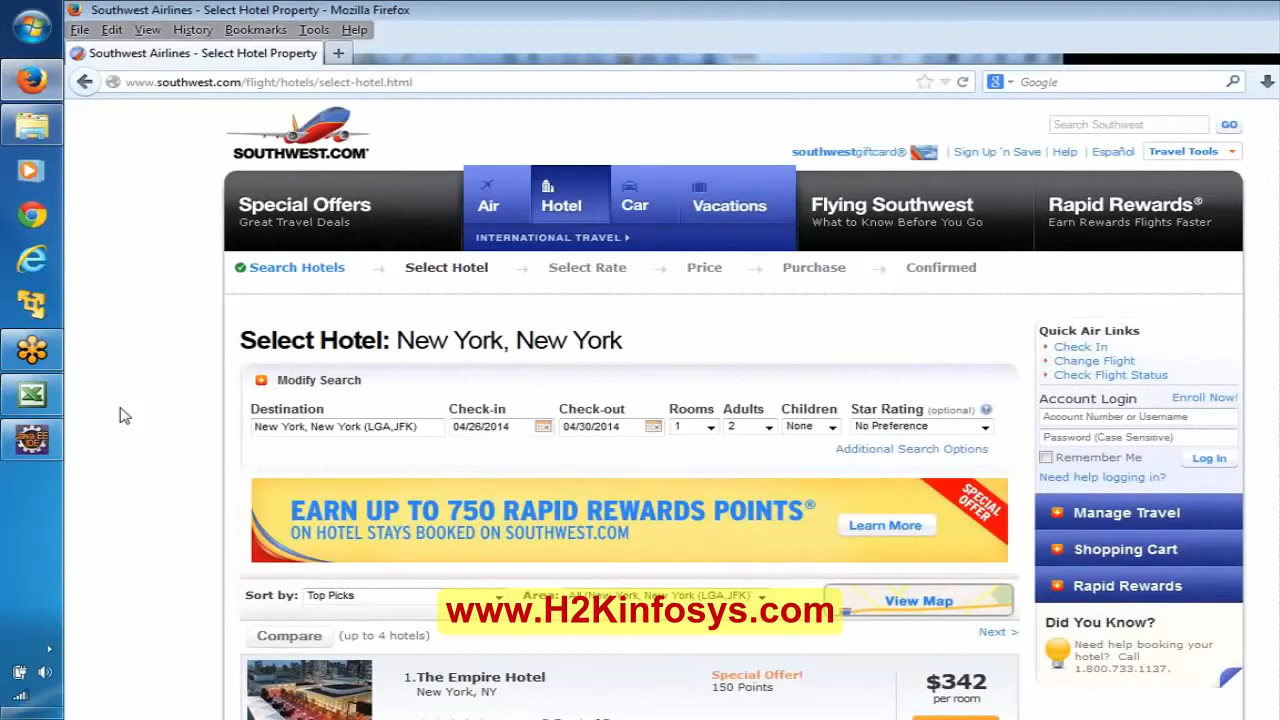 Southwest Airlines - Select Hotel Property - Mozilla Firefox
File Edit View History Bookmarks Tools Help
Southwest Airlines - Select Hotel Property +
www.southwest.com/flight/hotels/select-hotel.html
Google
SOUTHWEST.COM®
Search Southwest GO
southwestgiftcard® | Sign Up 'n Save | Help | Español Travel Tools
Special Offers
Great Travel Deals
Air Hotel Car Vacations
INTERNATIONAL TRAVEL
Flying Southwest
What to Know Before You Go
Rapid Rewards®
Earn Rewards Flights Faster
Search Hotels Select Hotel Select Rate Price Purchase Confirmed
Select Hotel: New York, New York
Modify Search
Destination Check-in Check-out Rooms Adults Children Star Rating (optional) ?
New York, New York (LGA,JFK) 04/26/2014 04/30/2014 1 2 None No Preference
Additional Search Options
EARN UP TO 750 RAPID REWARDS POINTS®
ON HOTEL STAYS BOOKED ON SOUTHWEST.COM
Learn More
SPECIAL OFFER
Sort by: Top Picks Area: All/New York, New York (LGA,JFK) View Map
www.H2Kinfosys.com
Compare (up to 4 hotels) Next >
1.The Empire Hotel
New York, NY
Special Offer!
150 Points
$342
per room
Quick Air Links
Check In
Change Flight
Check Flight Status
Account Login Enroll Now!
Account Number or Username
Password (Case Sensitive)
Remember Me Log In
Need help logging in?
Manage Travel
Shopping Cart
Rapid Rewards
Did You Know?
Need help booking your
hotel? Call
1.800.733.1137.
Java EE
IDE